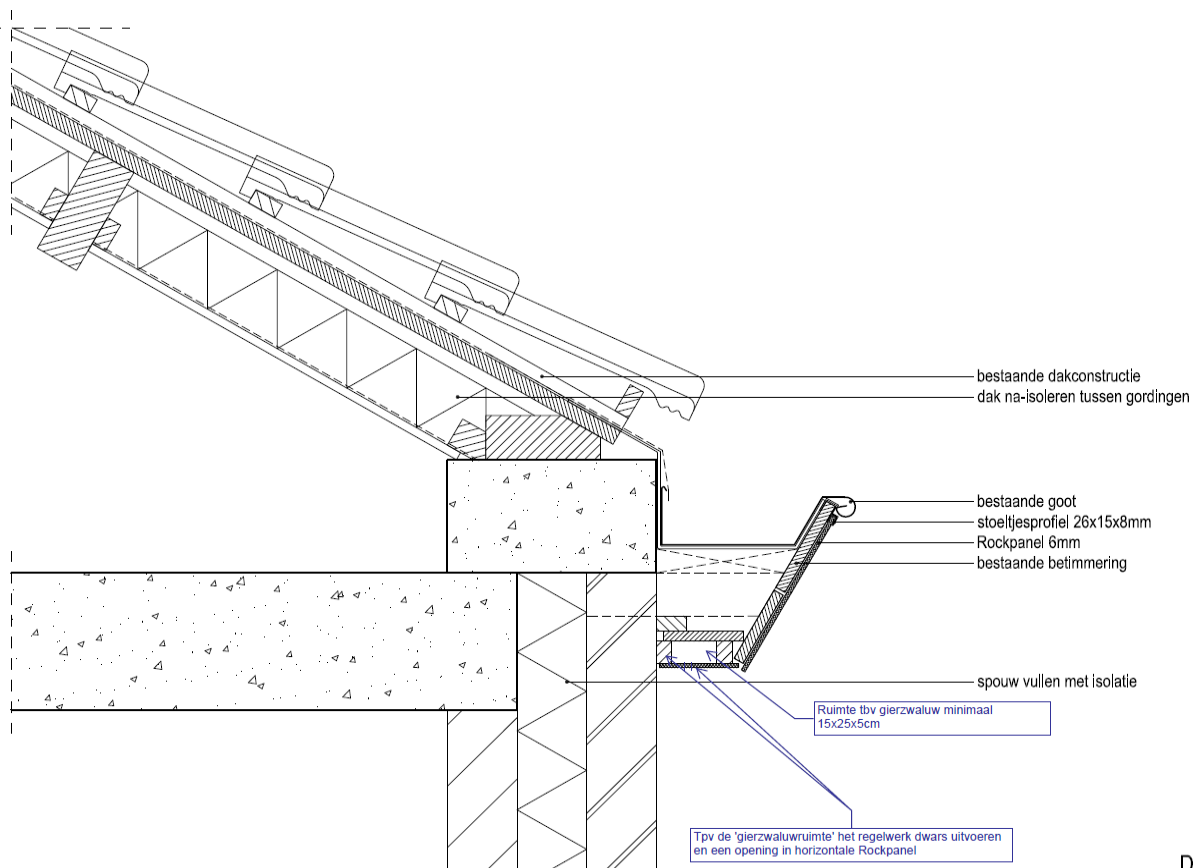 bestaande dakconstructie
dak na-isoleren tussen gordingen
bestaande goot
stoeltjesprofiel 26x15x8mm
Rockpanel 6mm
bestaande betimmering
spouw vullen met isolatie
Ruimte tbv gierzwaluw minimaal
15x25x5cm
Tpv de 'gierzwaluwruimte' het regelwerk dwars uitvoeren
en een opening in horizontale Rockpanel
D